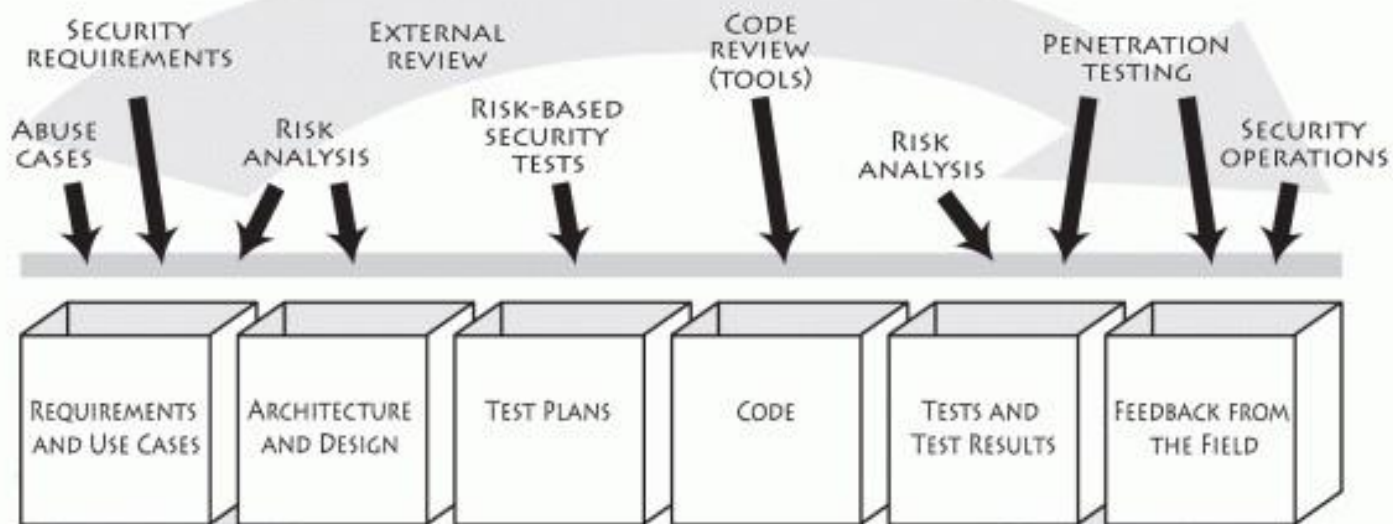 SECURITY
REQUIREMENTS
EXTERNAL
REVIEW
CODE
REVIEW
(TOOLS)
PENETRATION
TESTING
ABUSE
CASES
RISK
ANALYSIS
RISK-BASED
SECURITY
TESTS
RISK
ANALYSIS
SECURITY
OPERATIONS
REQUIREMENTS
AND USE CASES
ARCHITECTURE
AND DESIGN
TEST PLANS
CODE
TESTS AND
TEST RESULTS
FEEDBACK FROM
THE FIELD